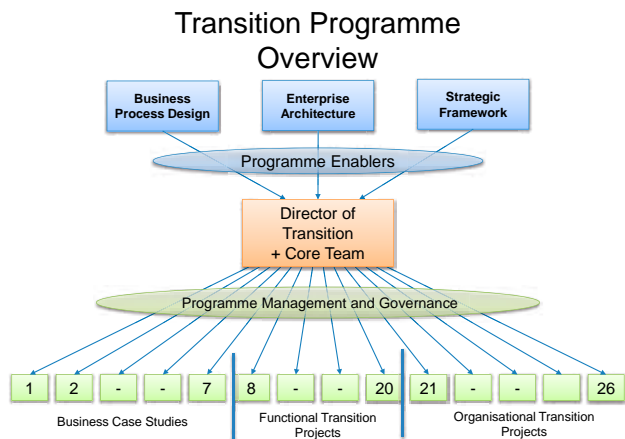 Transition Programme
Overview
Business
Process Design
Enterprise
Architecture
Strategic
Framework
Programme Enablers
Director of
Transition
+ Core Team
Programme Management and Governance
1 2 - - 7 8 - - 20 21 - - 26
Business Case Studies
Functional Transition
Projects
Organisational Transition
Projects